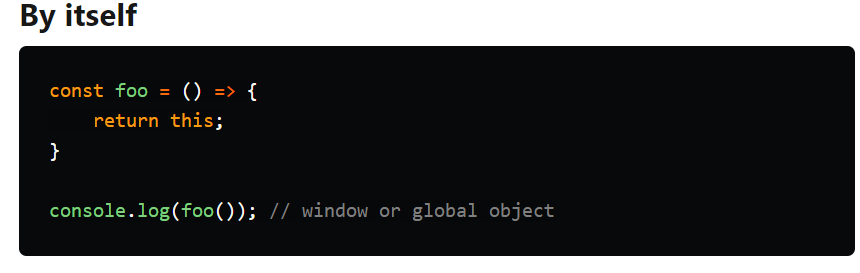 By itself
const foo = () => {
    return this;
}
console.log(foo()); // window or global object